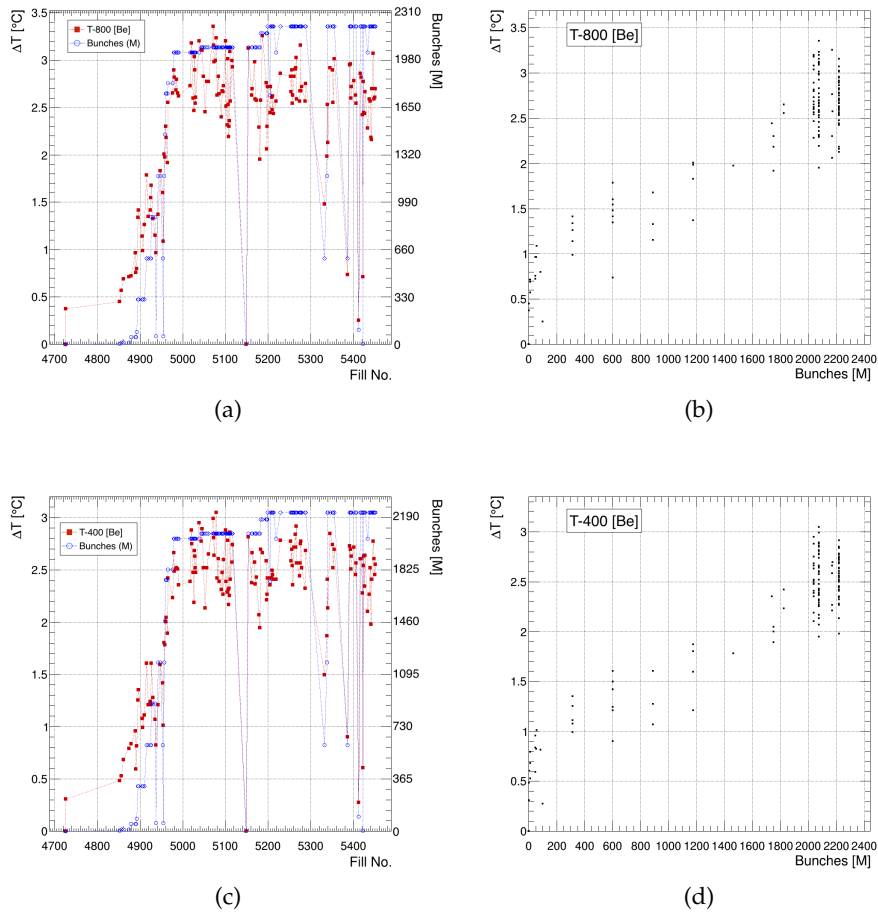 ΔT [°C]
3.5
3
2.5
2
1.5
1
0.5
0
T-800 [Be]
Bunches (M)
2310
1980
1650
1320
990
660
330
0
Bunches [M]
4700 4800 4900 5000 5100 5200 5300 5400
Fill No.
(a)
ΔT [°C]
3.5
3
2.5
2
1.5
1
0.5
0
T-800 [Be]
0 200 400 600 800 1000 1200 1400 1600 1800 2000 2200 2400
Bunches [M]
(b)
ΔT [°C]
3
2.5
2
1.5
1
0.5
0
T-400 [Be]
Bunches (M)
2190
1825
1460
1095
730
365
0
Bunches [M]
4700 4800 4900 5000 5100 5200 5300 5400
Fill No.
(c)
ΔT [°C]
3
2.5
2
1.5
1
0.5
0
T-400 [Be]
0 200 400 600 800 1000 1200 1400 1600 1800 2000 2200 2400
Bunches [M]
(d)